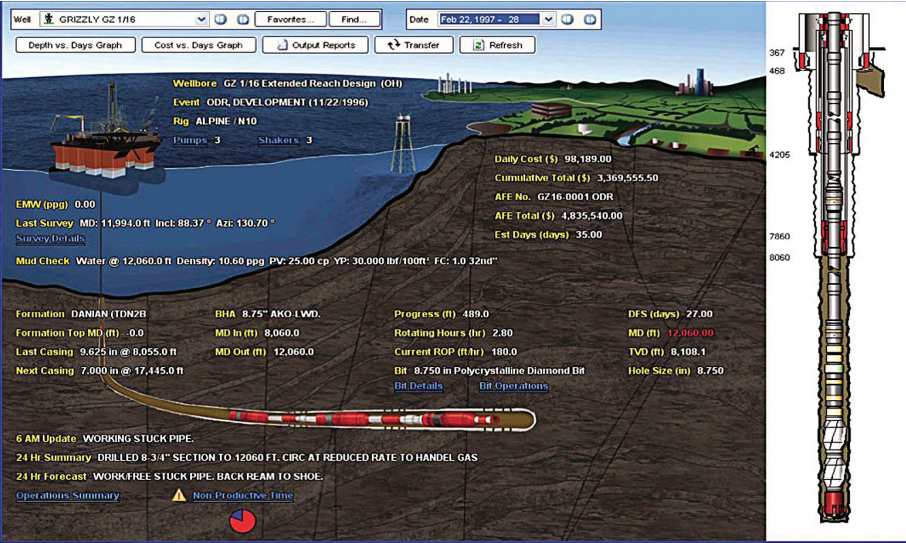 Well GRIZZLY GZ 1/16 Favorites... Find... Date Feb 22, 1997 - 28
Depth vs. Days Graph Cost vs. Days Graph Output Reports Transfer Refresh
Wellbore GZ 1/16 Extended Reach Design (OH)
Event ODR, DEVELOPMENT (11/22/1996)
Rig ALPINE / N10
Pumps 3 Shakers 3
Daily Cost ($) 98,189.00
Cumulative Total ($) 3,369,555.50
AFE No. GZ16-0001 ODR
AFE Total ($) 4,835,540.00
Est Days (days) 35.00
EMW (ppg) 0.00
Last Survey MD: 11,994.0 ft Incl: 88.37 ° Azi: 130.70 °
Survey Details
Mud Check Water @ 12,060.0 ft Density: 10.60 ppg PV: 25.00 cp YP: 30.000 lbf/100ft² FC: 1.0 32nd"
Formation DANIAN (TDN2B
Formation Top MD (ft) -0.0
Last Casing 9.625 in @ 8,055.0 ft
Next Casing 7.000 in @ 17,445.0 ft
BHA 8.75" AKO-LWD.
MD In (ft) 8,060.0
MD Out (ft) 12,060.0
Progress (ft) 489.0
Rotating Hours (hr) 2.80
Current ROP (ft/hr) 180.0
Bit 8.750 in Polycrystalline Diamond Bit
Bit Details Bit Operations
DFS (days) 27.00
MD (ft) 12,060.00
TVD (ft) 8,108.1
Hole Size (in) 8.750
6 AM Update WORKING STUCK PIPE.
24 Hr Summary DRILLED 8-3/4" SECTION TO 12060 FT. CIRC AT REDUCED RATE TO HANDEL GAS
24 Hr Forecast WORK/FREE STUCK PIPE. BACK REAM TO SHOE.
Operations Summary Non-Productive Time
367
468
4205
7860
8060